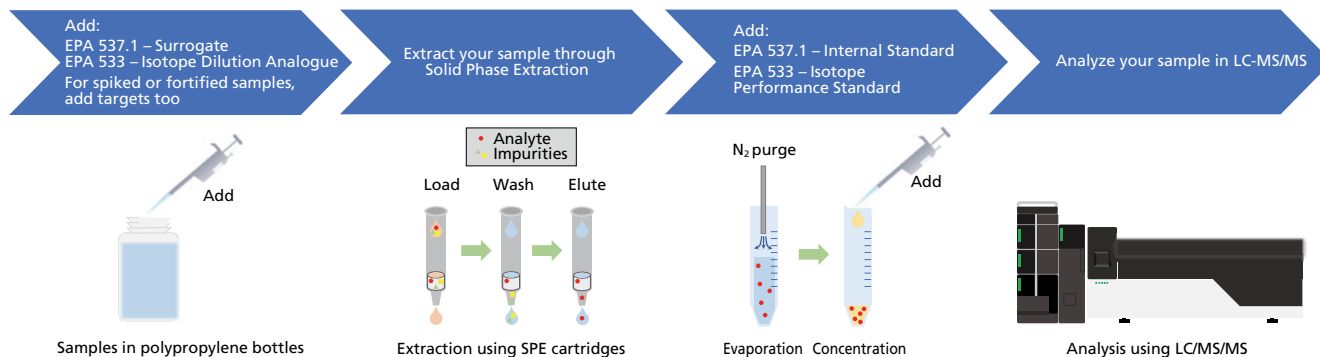 Add:
EPA 537.1 – Surrogate
EPA 533 – Isotope Dilution Analogue
For spiked or fortified samples,
add targets too
Extract your sample through
Solid Phase Extraction
Add:
EPA 537.1 – Internal Standard
EPA 533 – Isotope
Performance Standard
Analyze your sample in LC-MS/MS
Add
Samples in polypropylene bottles
Analyte
Impurities
Load Wash Elute
Extraction using SPE cartridges
N₂ purge
Add
Evaporation Concentration
Analysis using LC/MS/MS